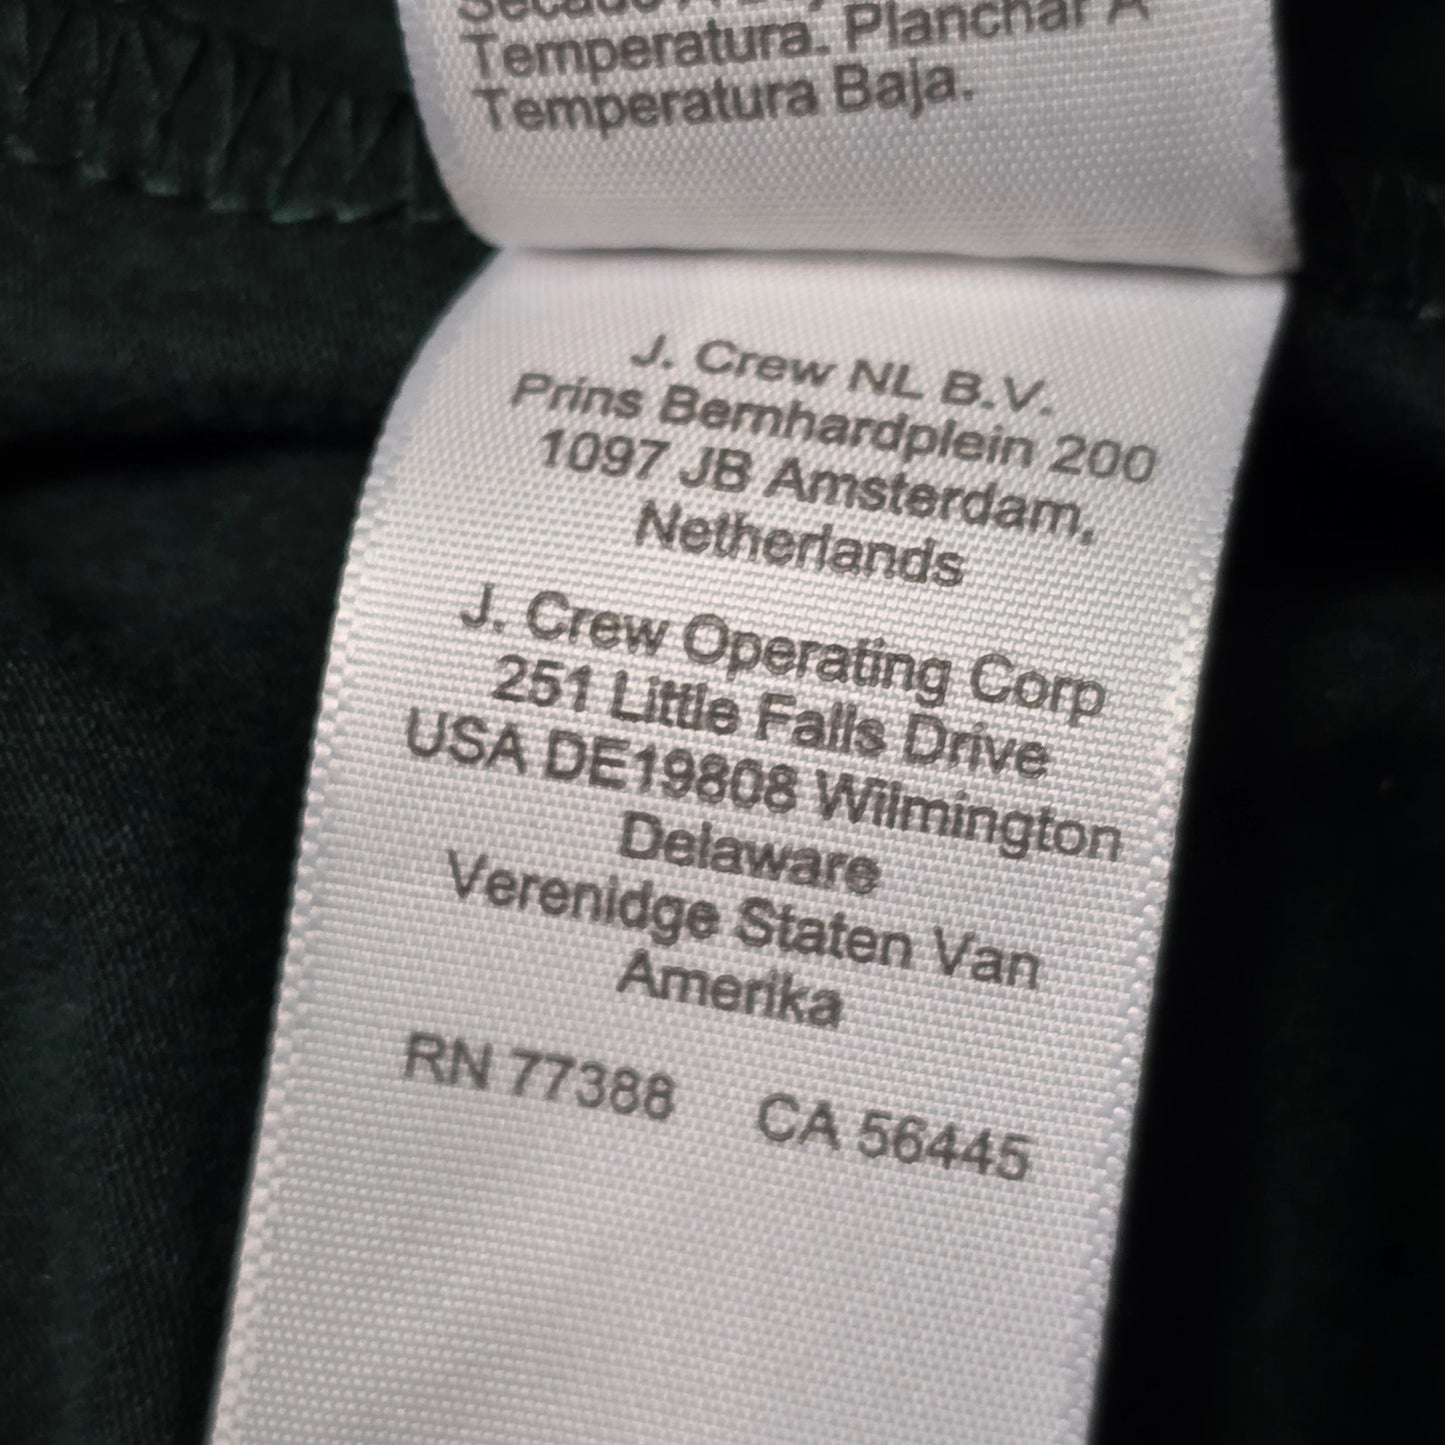 Temperatura. Planchar A
Temperatura Baja.
J. Crew NL B.V.
Prins Bernhardplein 200
1097 JB Amsterdam,
Netherlands
J. Crew Operating Corp
251 Little Falls Drive
USA DE19808 Wilmington
Delaware
Verenidge Staten Van
Amerika
RN 77388 CA 56445